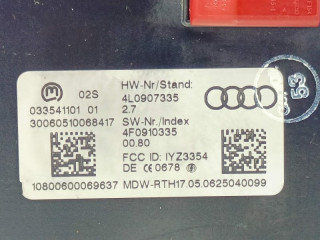 02S
HW-Nr/Stand:
033541101 01
4L0907335
30060510068417
2.7
SW-Nr./Index
4F0910335
00.80
FCC ID: IYZ3354
DE CE0678
10800600069637
MDW-RTH17.05.0625040099
53